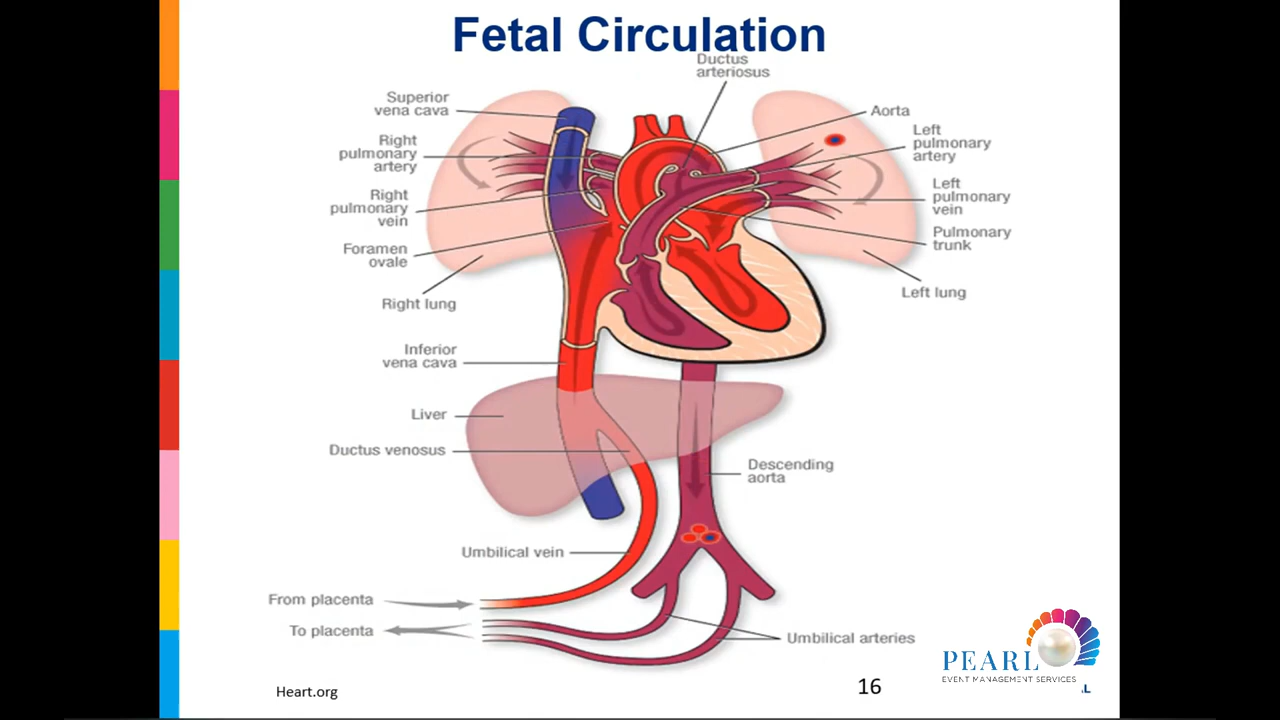 Fetal Circulation
Ductus
arteriosus
Superior
vena cava
Aorta
Right
pulmonary
artery
Left
pulmonary
artery
Right
pulmonary
vein
Left
pulmonary
vein
Foramen
ovale
Pulmonary
trunk
Right lung
Left lung
Inferior
vena cava
Liver
Ductus venosus
Descending
aorta
Umbilical vein
From placenta
To placenta
Umbilical arteries
Heart.org
16
PEARL
EVENT MANAGEMENT SERVICES